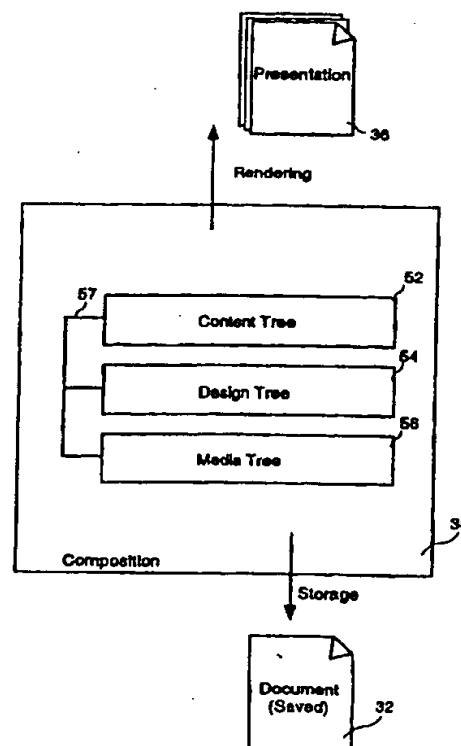 Presentation
36
Rendering
52
57
Content Tree
54
Design Tree
56
Media Tree
3
Composition
Storage
Document
(Saved)
32